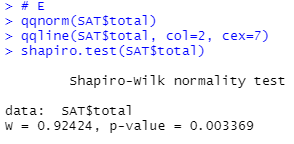 > # E
> qqnorm(SAT$total)
> qqline(SAT$total, col=2, cex=7)
> shapiro.test(SAT$total)
Shapiro-Wilk normality test
data:  SAT$total
W = 0.92424, p-value = 0.003369